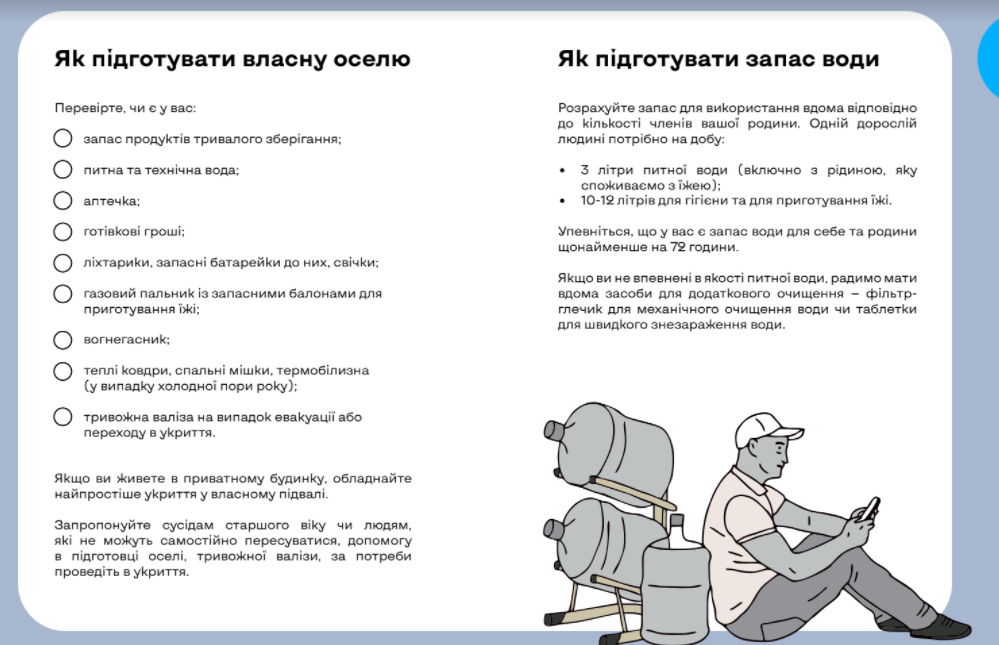 Як підготувати власну оселю
Перевірте, чи є у вас:
запас продуктів тривалого зберігання;
питна та технічна вода;
аптечка;
готівкові гроші;
ліхтарики, запасні батарейки до них, свічки;
газовий пальник із запасними балонами для
приготування їжі;
вогнегасник;
теплі ковдри, спальні мішки, термобілизна
(у випадку холодної пори року);
тривожна валіза на випадок евакуації або
переходу в укриття.
Якщо ви живете в приватному будинку, обладнайте
найпростіше укриття у власному підвалі.
Запропонуйте сусідам старшого віку чи людям,
які не можуть самостійно пересуватися, допомогу
в підготовці оселі, тривожної валізи, за потреби
проведіть в укриття.
Як підготувати запас води
Розрахуйте запас для використання вдома відповідно
до кількості членів вашої родини. Одній дорослій
людині потрібно на добу:
• 3 літри питної води (включно з рідиною, яку
споживаємо з їжею);
• 10-12 літрів для гігієни та для приготування їжі.
Упевніться, що у вас є запас води для себе та родини
щонайменше на 72 години.
Якщо ви не впевнені в якості питної води, радимо мати
вдома засоби для додаткового очищення – фільтр-
глечик для механічного очищення води чи таблетки
для швидкого знезараження води.